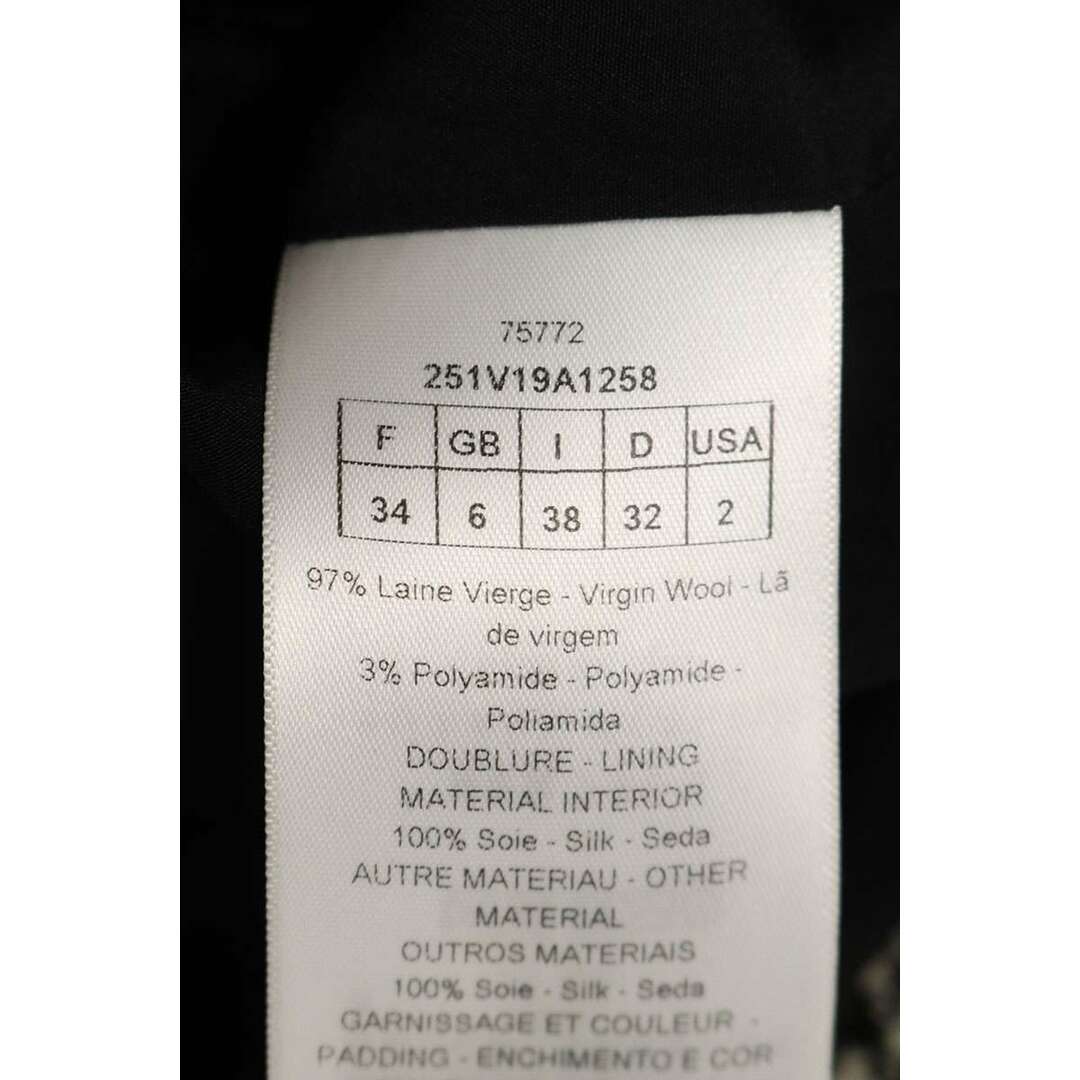 75772
251V19A1258
F GB I D USA
34 6 38 32 2
97% Laine Vierge - Virgin Wool - Lã
de virgem
3% Polyamide - Polyamide -
Poliamida
DOUBLURE - LINING
MATERIAL INTERIOR
100% Soie - Silk - Seda
AUTRE MATERIAU - OTHER
MATERIAL
OUTROS MATERIAIS
100% Soie - Silk - Seda
GARNISSAGE ET COULEUR -
PADDING - ENCHIMENTO E COR